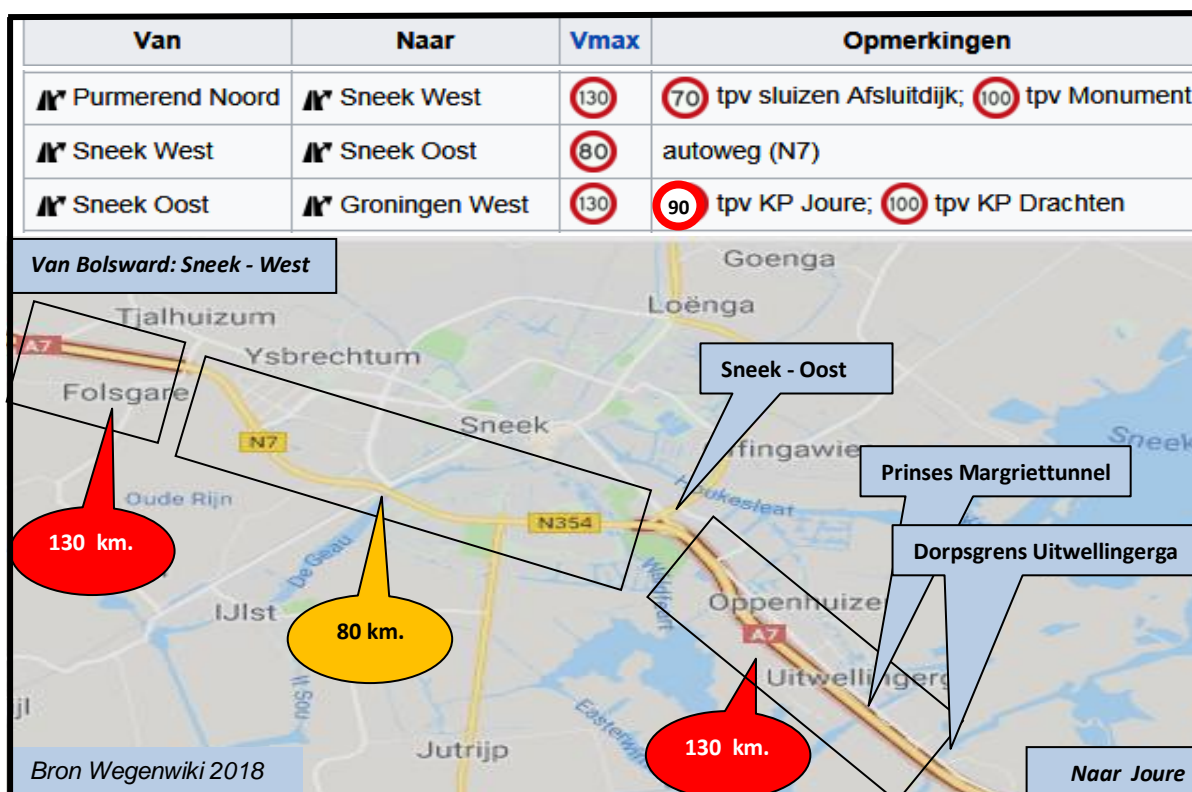 Van Naar Vmax Opmerkingen
Purmerend Noord Sneek West 130 70 tpv sluizen Afsluitdijk; 100 tpv Monument
Sneek West Sneek Oost 80 autoweg (N7)
Sneek Oost Groningen West 130 90 tpv KP Joure; 100 tpv KP Drachten
Van Bolsward: Sneek - West
Goenga
Loënga
Tjalhuizum
A7
Ysbrechtum
Sneek - Oost
Folsgare
Sneek
N7
Sneek
Prinses Margriettunnel
Oude Rijn
N354
130 km.
De Geau
Dorpsgrens Uitwellingerga
IJlst
80 km.
A7
130 km.
Jutrijp
Bron Wegenwiki 2018
Naar Joure